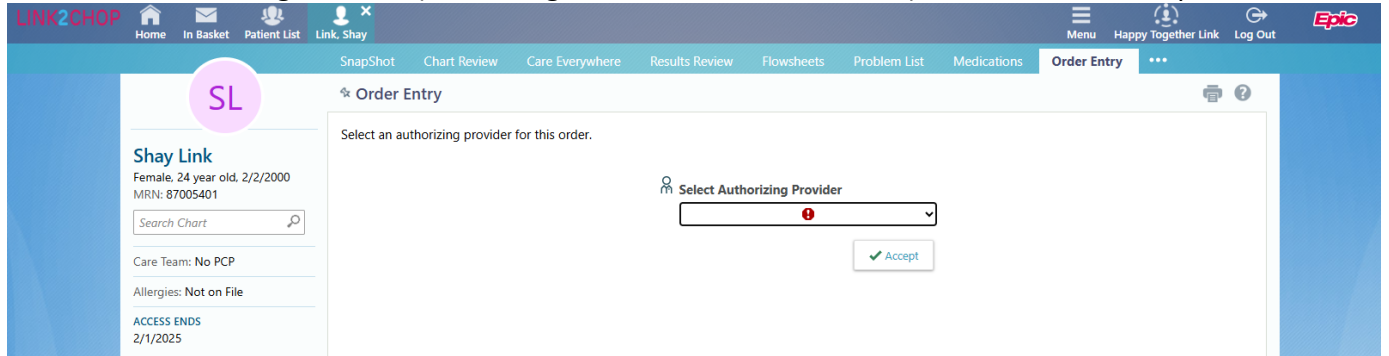 LINK2CHOP
Home
In Basket
Patient List
Link, Shay
Menu
Happy Together Link
Log Out
Epic
SnapShot
Chart Review
Care Everywhere
Results Review
Flowsheets
Problem List
Medications
Order Entry
SL
Order Entry
Shay Link
Female, 24 year old, 2/2/2000
MRN: 87005401
Search Chart
Care Team: No PCP
Allergies: Not on File
ACCESS ENDS
2/1/2025
Select an authorizing provider for this order.
Select Authorizing Provider
Accept